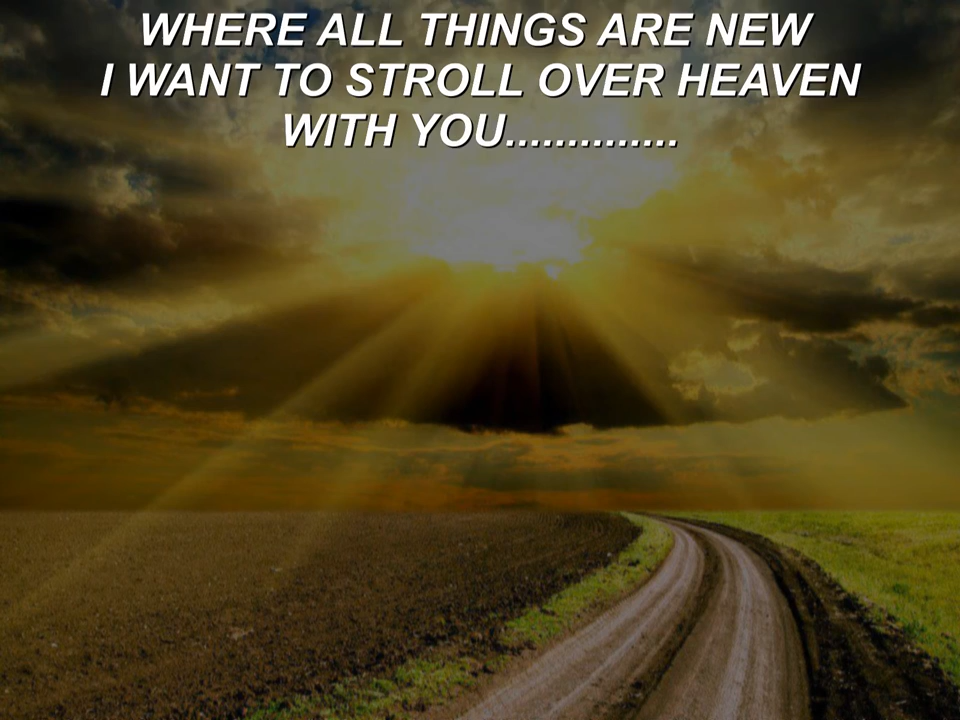 WHERE ALL THINGS ARE NEW
I WANT TO STROLL OVER HEAVEN
WITH YOU..............